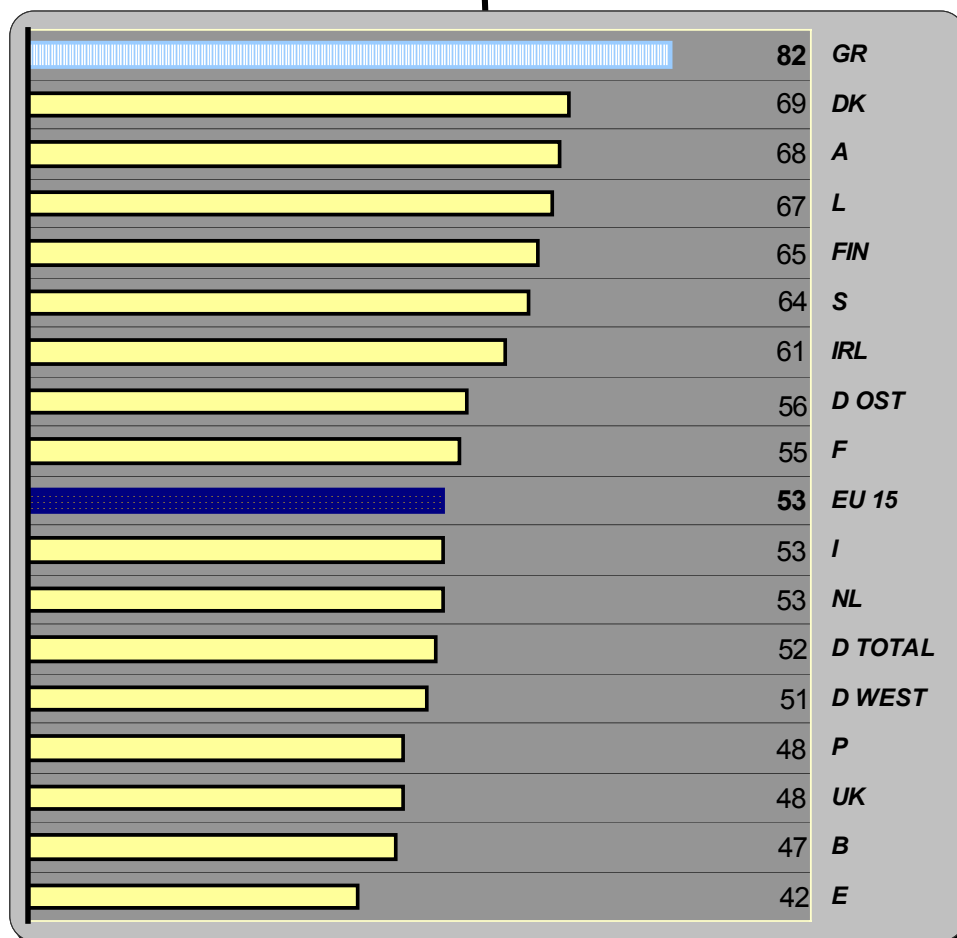 82 GR
69 DK
68 A
67 L
65 FIN
64 S
61 IRL
56 D OST
55 F
53 EU 15
53 I
53 NL
52 D TOTAL
51 D WEST
48 P
48 UK
47 B
42 E